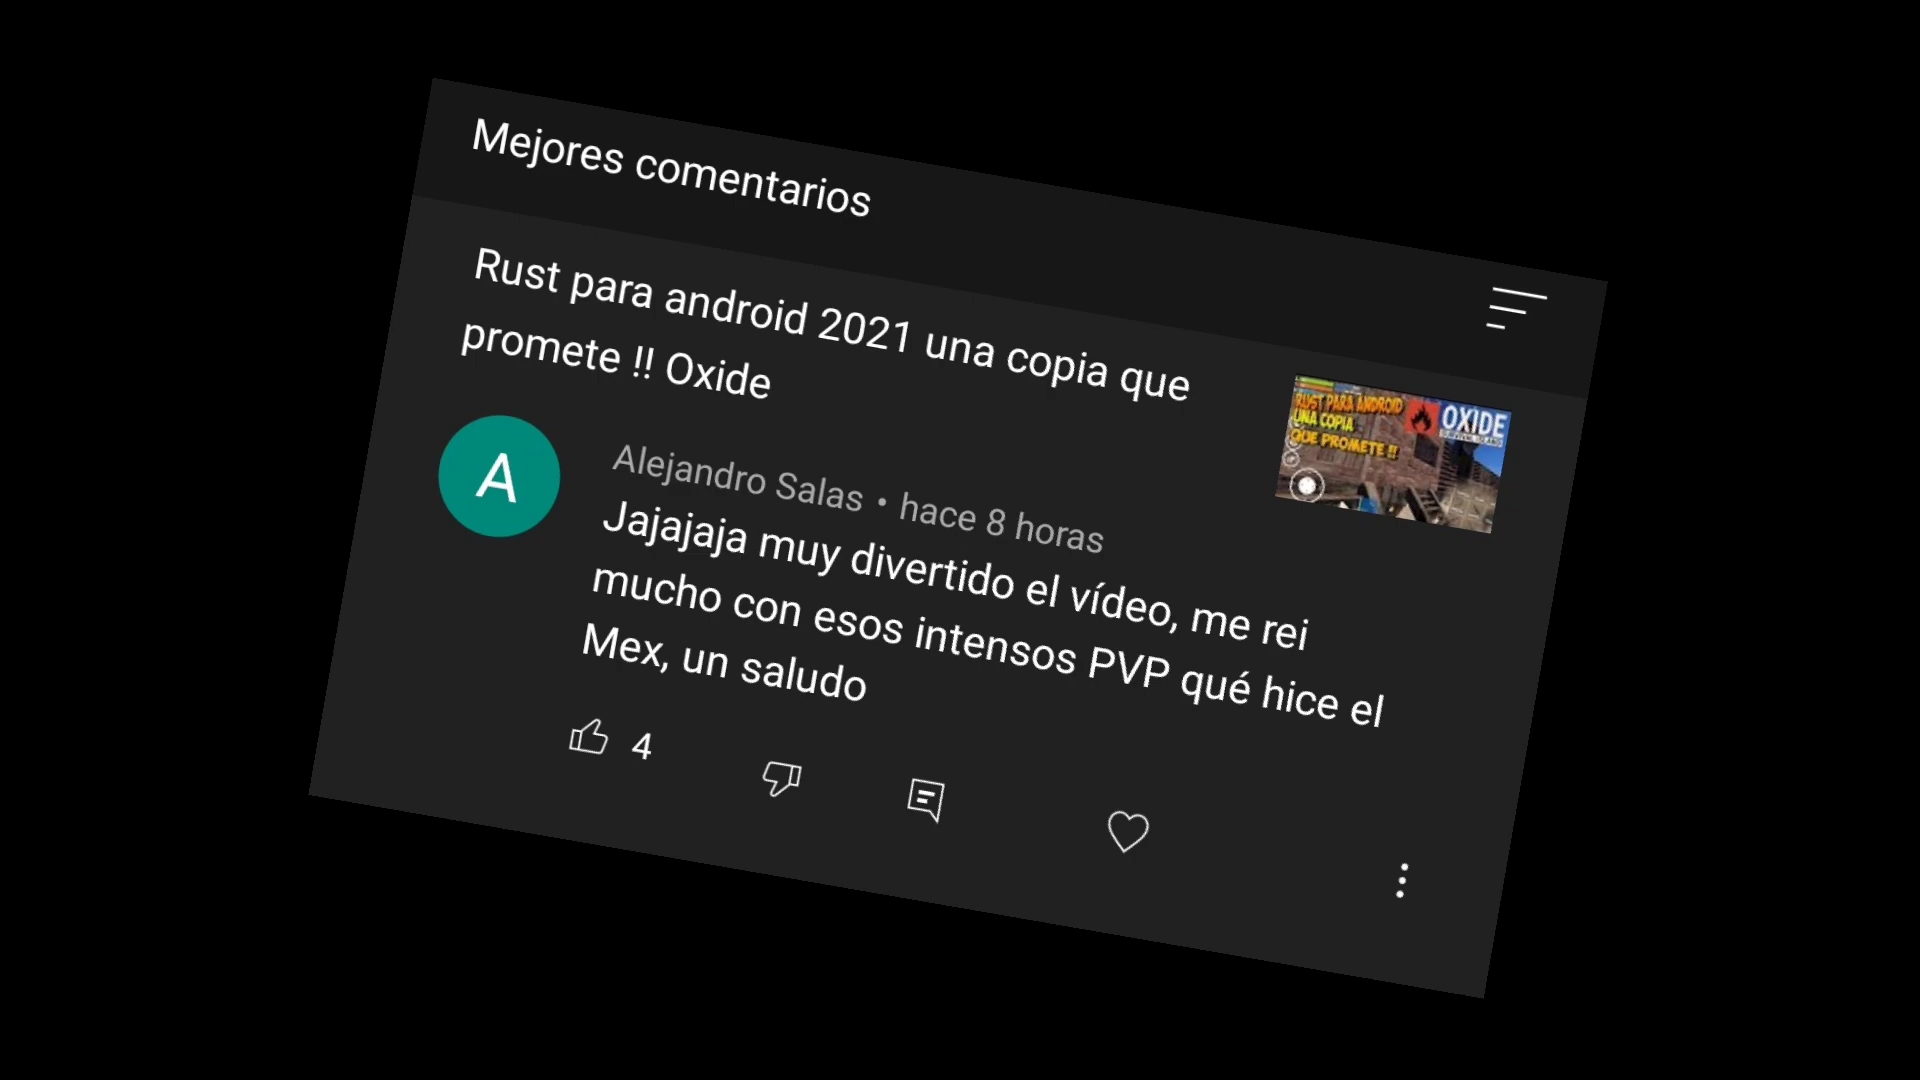 Mejores comentarios
Rust para android 2021 una copia que
promete !! Oxide
RUST PARA ANDROID
UNA COPIA
QUE PROMETE !!
OXIDE
SURVIVAL ISLAND
A
Alejandro Salas • hace 8 horas
Jajajaja muy divertido el vídeo, me rei
mucho con esos intensos PVP qué hice el
Mex, un saludo
4